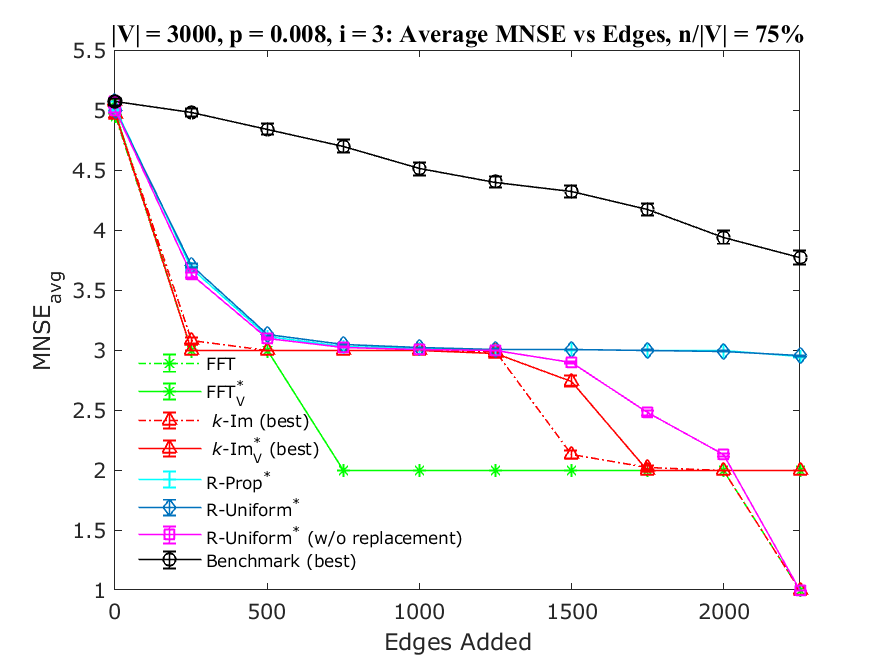 |V| = 3000, p = 0.008, i = 3: Average MNSE vs Edges, n/|V| = 75%
5.5
5
4.5
4
3.5
3
2.5
2
1.5
1
MNSE_avg
FFT
FFT*_V
k-Im (best)
k-Im*_V (best)
R-Prop*
R-Uniform*
R-Uniform* (w/o replacement)
Benchmark (best)
0 500 1000 1500 2000
Edges Added